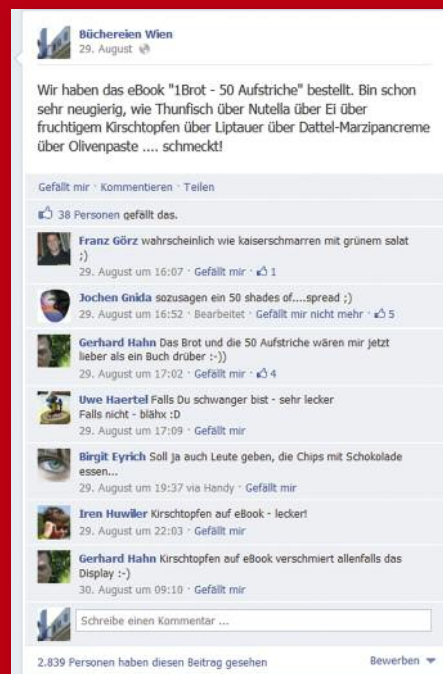 Büchereien Wien
29. August
Wir haben das eBook "1Brot - 50 Aufstriche" bestellt. Bin schon
sehr neugierig, wie Thunfisch über Nutella über Ei über
fruchtigem Kirschtopfen über Liptauer über Dattel-Marzipancreme
über Olivenpaste .... schmeckt!
Gefällt mir · Kommentieren · Teilen
38 Personen gefällt das.
Franz Görz wahrscheinlich wie kaiserschmarren mit grünem salat
;)
29. August um 16:07 · Gefällt mir · 1
Jochen Gnida sozusagen ein 50 shades of....spread ;)
29. August um 16:52 · Bearbeitet · Gefällt mir nicht mehr · 5
Gerhard Hahn Das Brot und die 50 Aufstriche wären mir jetzt
lieber als ein Buch drüber :-))
29. August um 17:02 · Gefällt mir · 4
Uwe Haertel Falls Du schwanger bist - sehr lecker
Falls nicht - blähx :D
29. August um 17:09 · Gefällt mir
Birgit Eyrich Soll ja auch Leute geben, die Chips mit Schokolade
essen...
29. August um 19:37 via Handy · Gefällt mir
Iren Huwiler Kirschtopfen auf eBook - lecker!
29. August um 22:03 · Gefällt mir
Gerhard Hahn Kirschtopfen auf eBook verschmiert allenfalls das
Display :-)
30. August um 09:10 · Gefällt mir
Schreibe einen Kommentar ...
2.839 Personen haben diesen Beitrag gesehen Bewerben